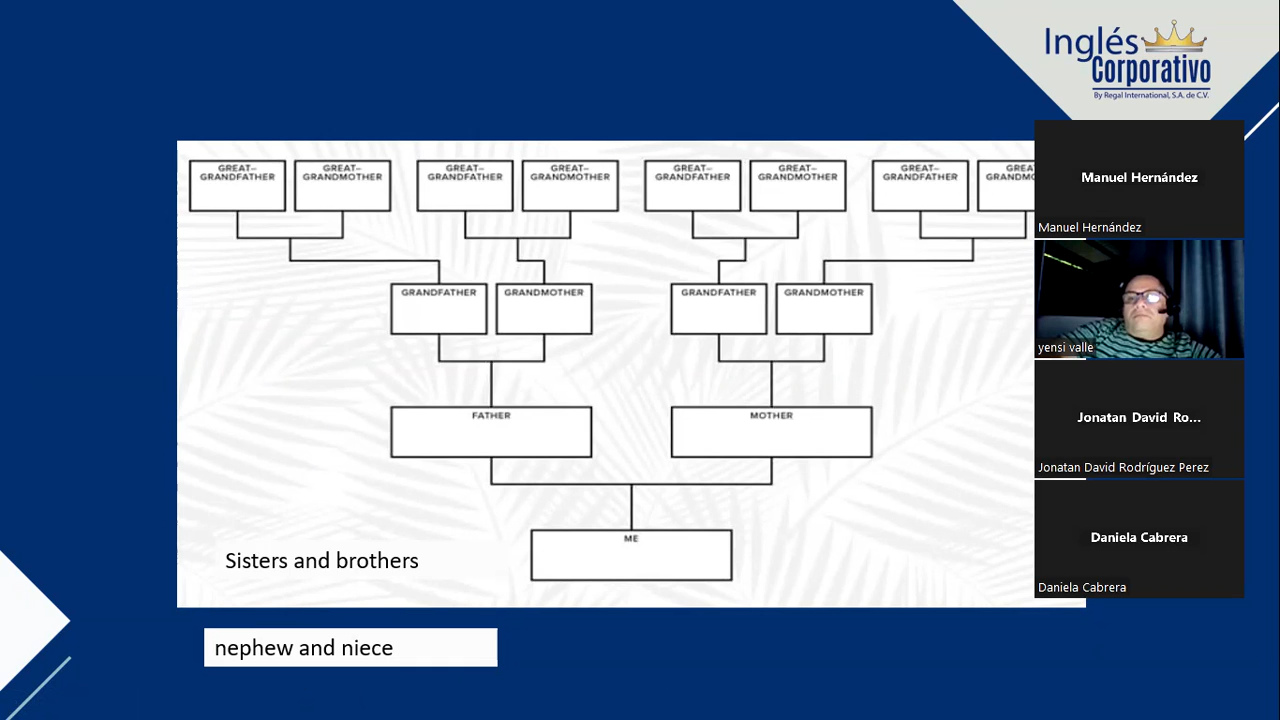 Inglés
Corporativo
By Regal International, S.A. de C.V.
GREAT–
GRANDFATHER
GREAT–
GRANDMOTHER
GREAT–
GRANDFATHER
GREAT–
GRANDMOTHER
GREAT–
GRANDFATHER
GREAT–
GRANDMOTHER
GREAT–
GRANDFATHER
GREAT–
GRANDM
GRANDFATHER
GRANDMOTHER
GRANDFATHER
GRANDMOTHER
FATHER
MOTHER
ME
Sisters and brothers
nephew and niece
Manuel Hernández
Manuel Hernández
yensi valle
Jonatan David Ro...
Jonatan David Rodríguez Perez
Daniela Cabrera
Daniela Cabrera